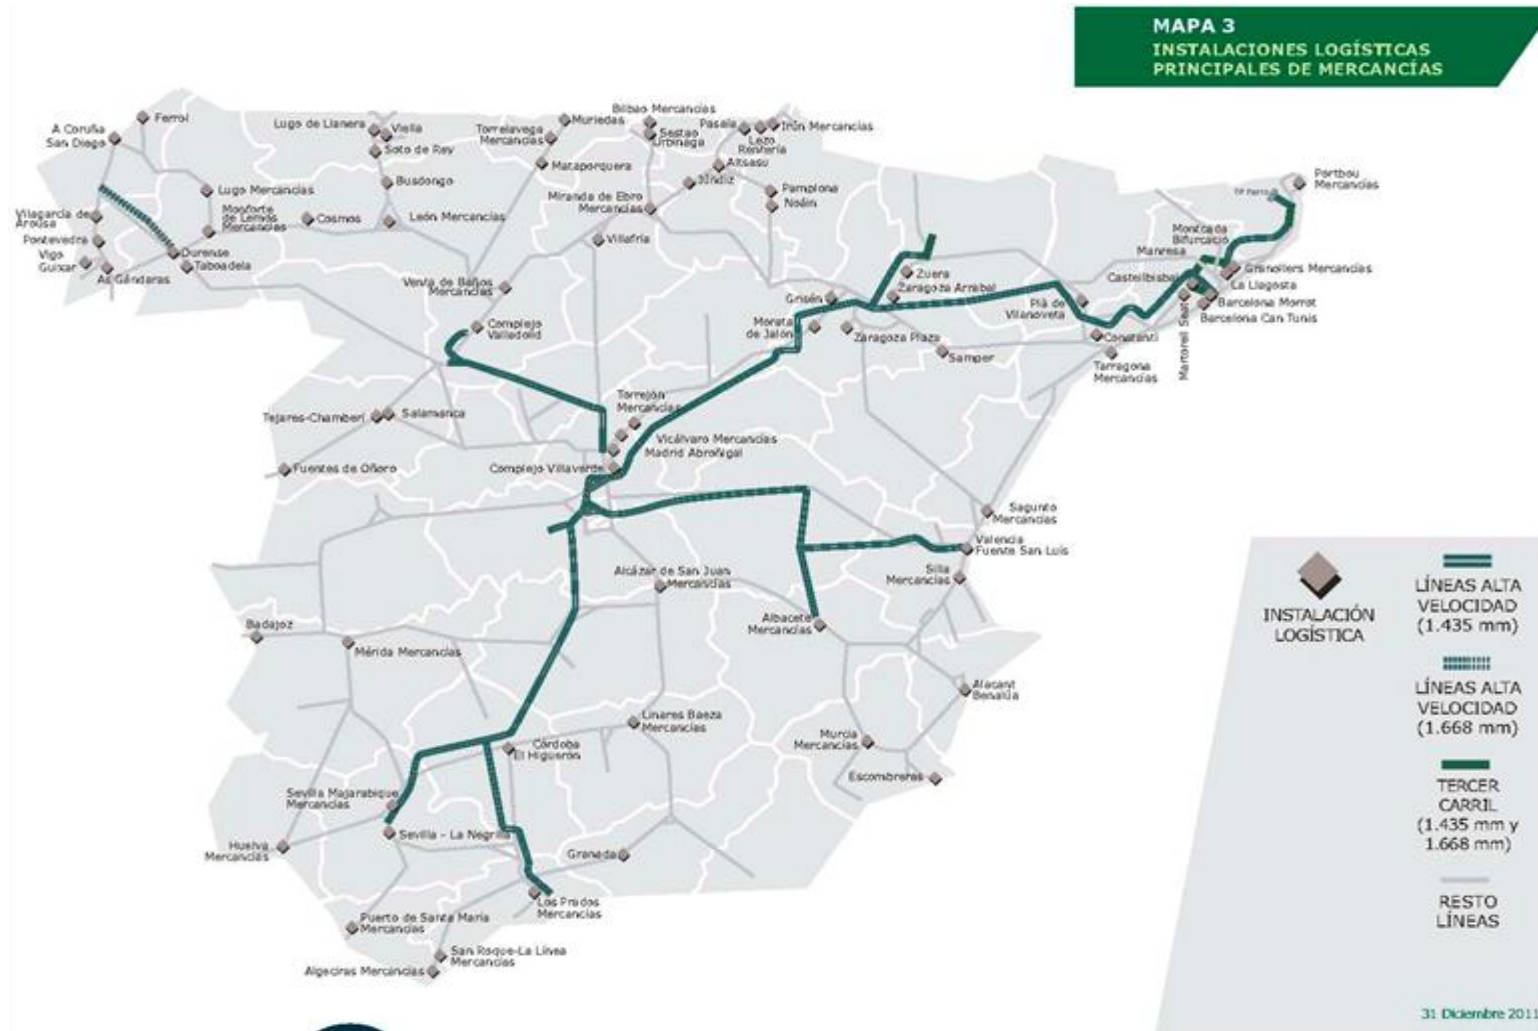 MAPA 3
INSTALACIONES LOGÍSTICAS
PRINCIPALES DE MERCANCÍAS
A Coruña
San Diego
Ferrol
Lugo de Llanera
Viella
Soto de Rey
Busdongo
Torrelavega
Mercancías
Muriedas
Mataporquera
Bilbao Mercancías
Sestao
Urbinaga
Pasaia
Lezo
Rentería
Irún Mercancías
Altsasu
Júndiz
Miranda de Ebro
Mercancías
Pamplona
Noáin
Portbou
Mercancías
Lugo Mercancías
Monforte
de Lemos
Mercancías
Cosmos
León Mercancías
Villafría
Vilagarcía de
Arousa
Pontevedra
Vigo
Guixar
As Gándaras
Ourense
Taboadela
Venta de Baños
Mercancías
Complejo
Valladolid
Grisén
Zuera
Zaragoza Arrabal
Morata
de Jalón
Zaragoza Plaza
Samper
Plà de
Vilanoveta
Constantí
Tarragona
Mercancías
Montcada
Bifurcació
Manresa
Castellbisbal
Granollers Mercancías
La Llagosta
Barcelona Morrot
Barcelona Can Tunis
Martorell Seat
Tejares-Chamberí
Salamanca
Fuentes de Oñoro
Torrejón
Mercancías
Vicálvaro Mercancías
Madrid Abroñigal
Complejo Villaverde
Sagunto
Mercancías
Valencia
Fuente San Luis
Silla
Mercancías
Alcázar de San Juan
Mercancías
Albacete
Mercancías
Badajoz
Mérida Mercancías
Alacant
Benalúa
Linares Baeza
Mercancías
Murcia
Mercancías
Escombreras
Córdoba
El Higuerón
Sevilla Majarabique
Mercancías
Sevilla - La Negrilla
Huelva
Mercancías
Granada
Los Prados
Mercancías
Puerto de Santa María
Mercancías
San Roque-La Línea
Mercancías
Algeciras Mercancías
INSTALACIÓN
LOGÍSTICA
LÍNEAS ALTA
VELOCIDAD
(1.435 mm)
LÍNEAS ALTA
VELOCIDAD
(1.668 mm)
TERCER
CARRIL
(1.435 mm y
1.668 mm)
RESTO
LÍNEAS
31 Diciembre 201